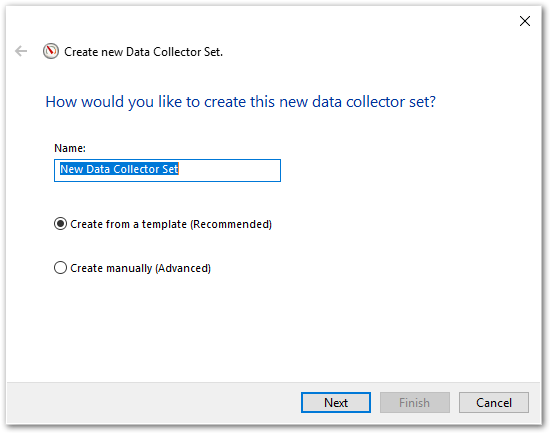 Create new Data Collector Set.
How would you like to create this new data collector set?
Name:
New Data Collector Set
Create from a template (Recommended)
Create manually (Advanced)
Next Finish Cancel